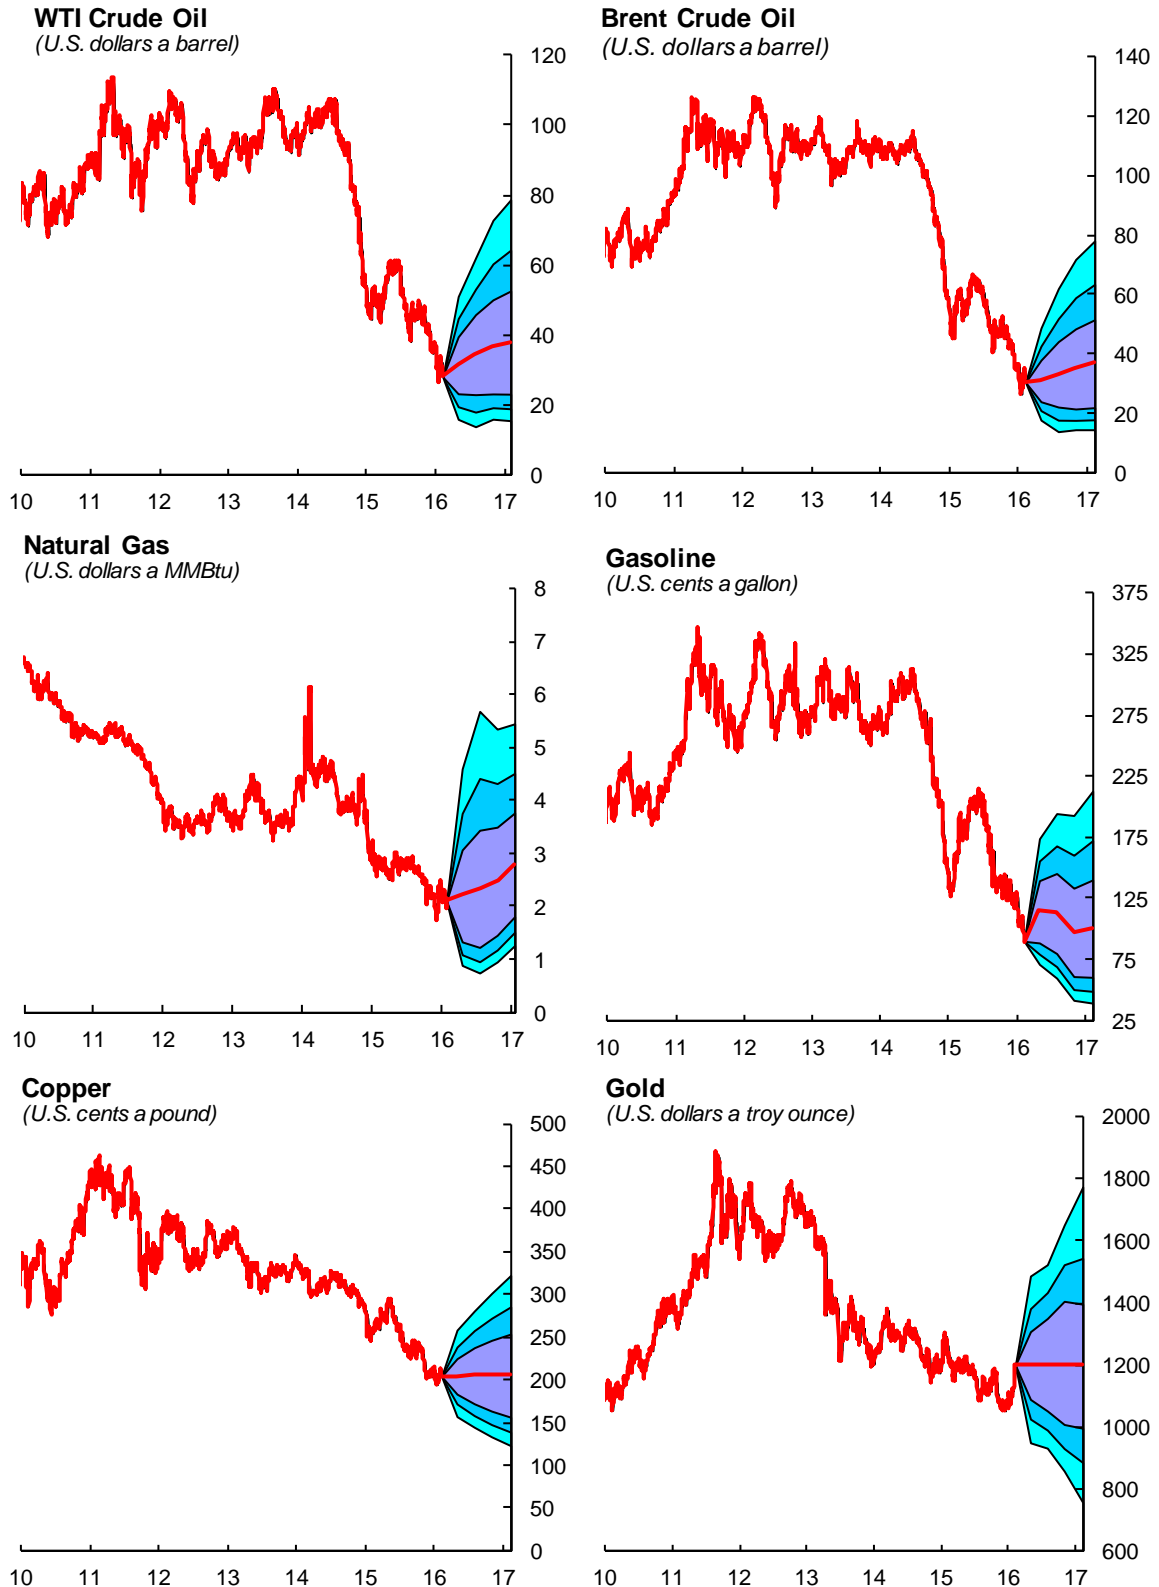 WTI Crude Oil
(U.S. dollars a barrel)
120
100
80
60
40
20
0
10 11 12 13 14 15 16 17
Brent Crude Oil
(U.S. dollars a barrel)
140
120
100
80
60
40
20
0
10 11 12 13 14 15 16 17
Natural Gas
(U.S. dollars a MMBtu)
8
7
6
5
4
3
2
1
0
10 11 12 13 14 15 16 17
Gasoline
(U.S. cents a gallon)
375
325
275
225
175
125
75
25
10 11 12 13 14 15 16 17
Copper
(U.S. cents a pound)
500
450
400
350
300
250
200
150
100
50
0
10 11 12 13 14 15 16 17
Gold
(U.S. dollars a troy ounce)
2000
1800
1600
1400
1200
1000
800
600
10 11 12 13 14 15 16 17